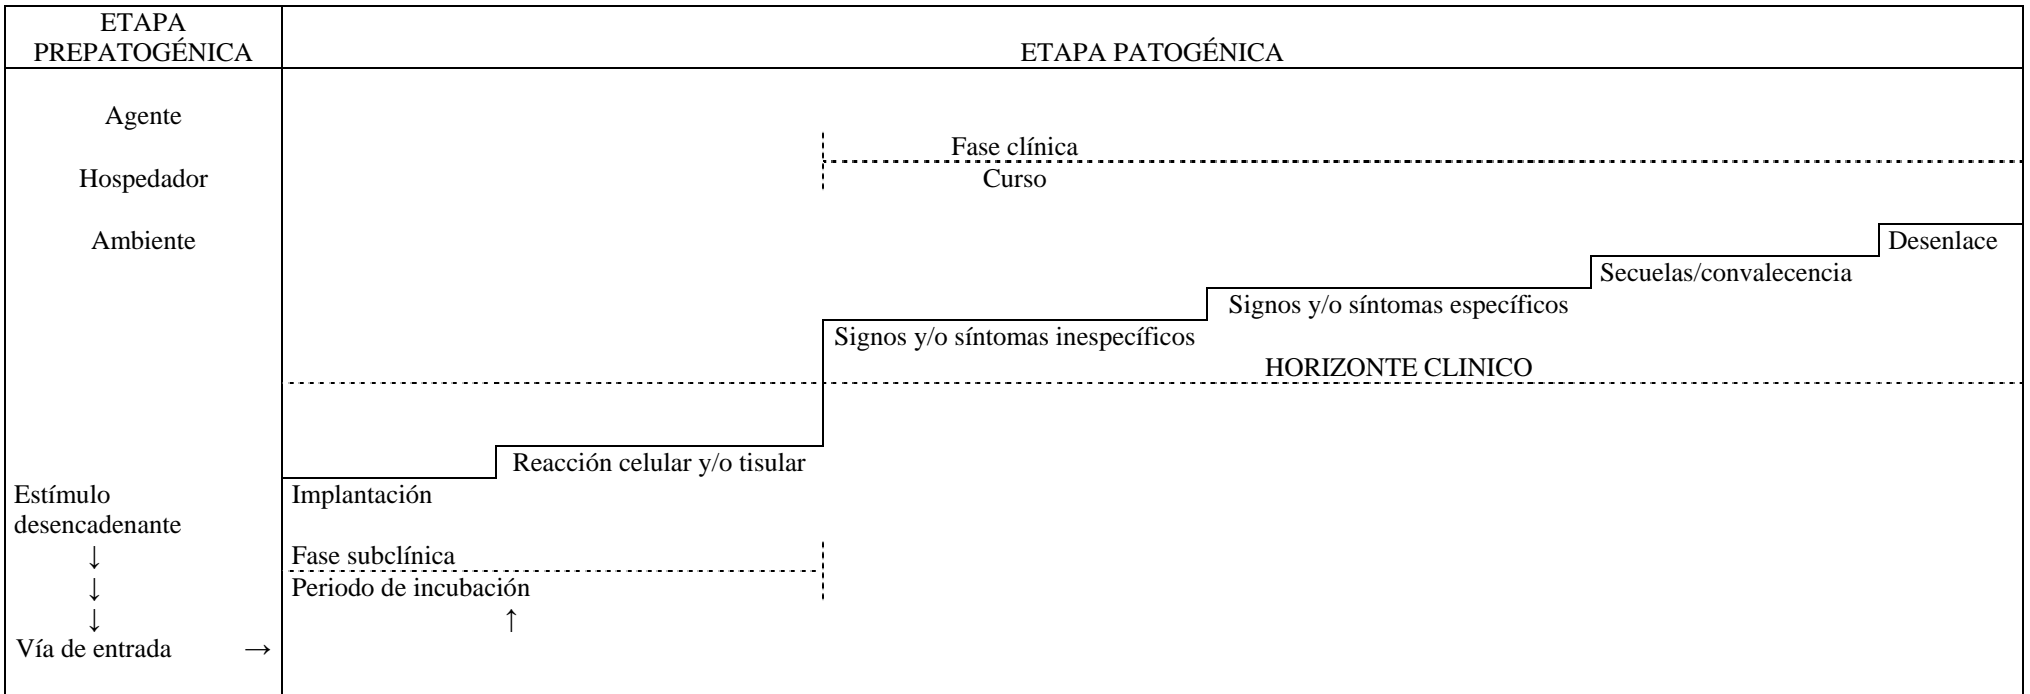 ETAPA
PREPATOGÉNICA
ETAPA PATOGÉNICA
Agente
Fase clínica
Hospedador
Curso
Ambiente
Desenlace
Secuelas/convalecencia
Signos y/o síntomas específicos
Signos y/o síntomas inespecíficos
HORIZONTE CLINICO
Reacción celular y/o tisular
Estímulo
desencadenante
Implantación
↓
Fase subclínica
↓
Periodo de incubación
↓
↑
Vía de entrada →